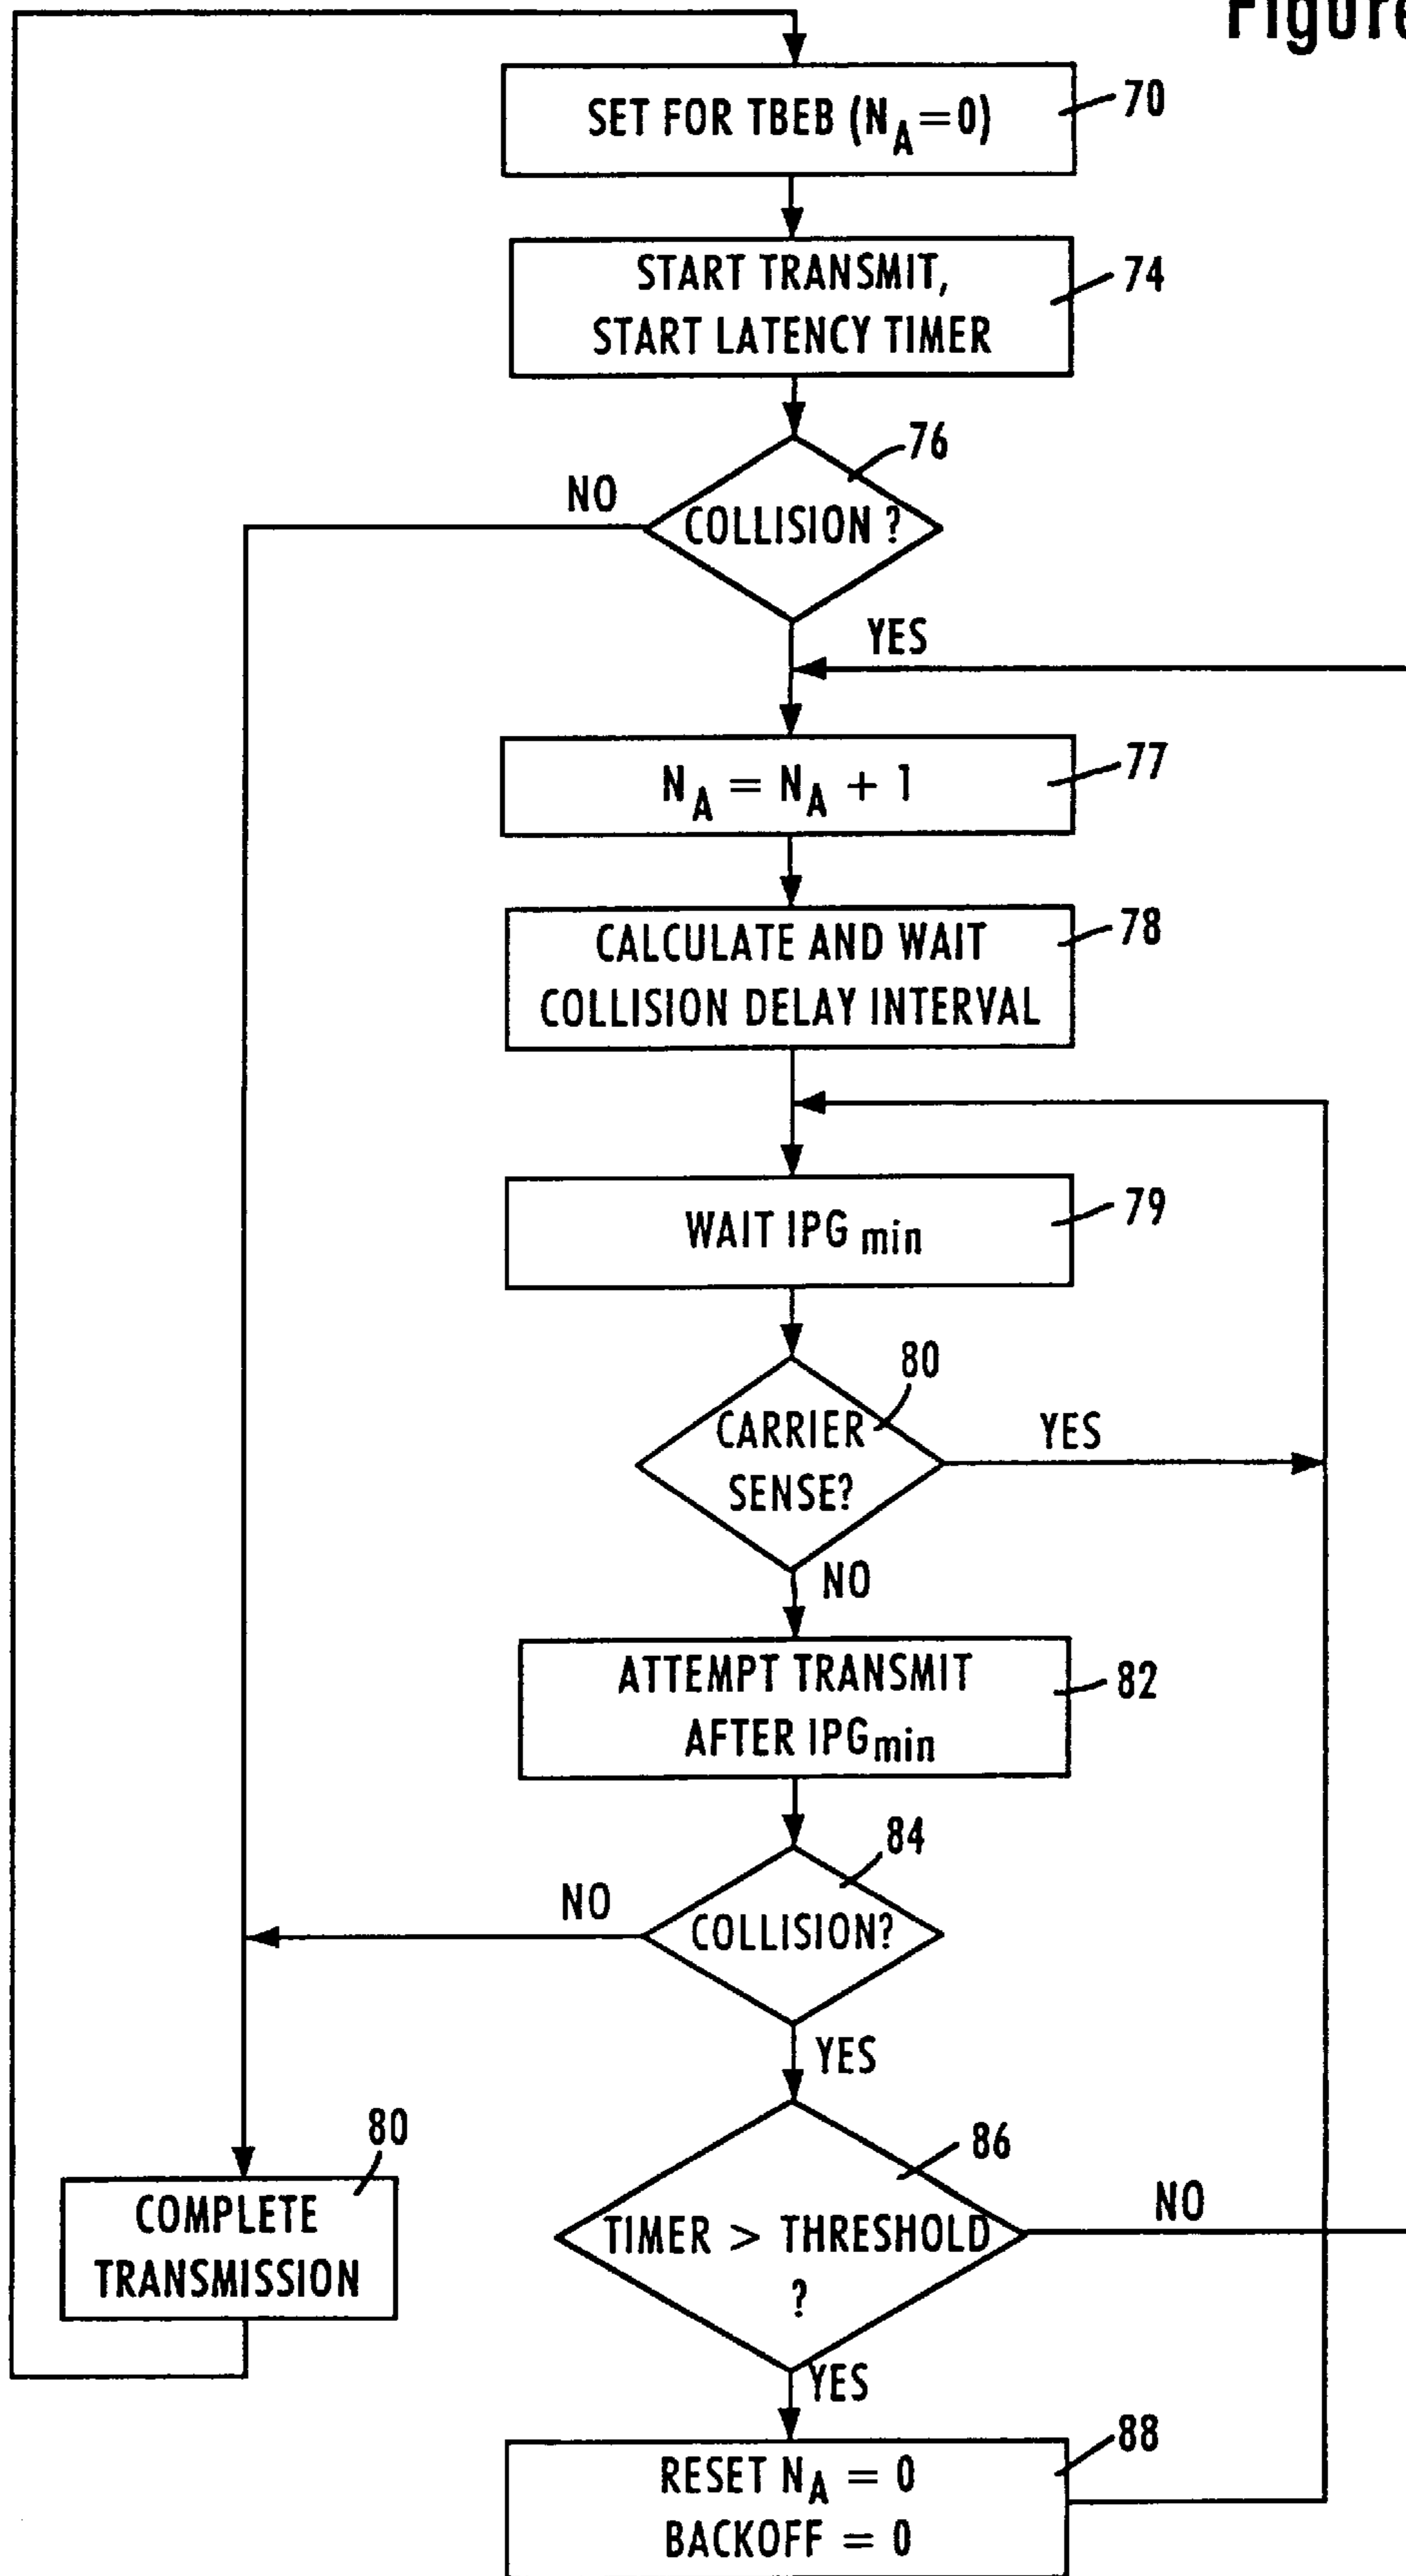 Figure
SET FOR TBEB (NA=0)
70
START TRANSMIT,
START LATENCY TIMER
74
76
NO
COLLISION ?
YES
NA = NA + 1
77
CALCULATE AND WAIT
COLLISION DELAY INTERVAL
78
WAIT IPG min
79
80
CARRIER
SENSE?
YES
NO
ATTEMPT TRANSMIT
AFTER IPGmin
82
84
NO
COLLISION?
YES
80
COMPLETE
TRANSMISSION
86
TIMER > THRESHOLD
?
NO
YES
RESET NA = 0
BACKOFF = 0
88